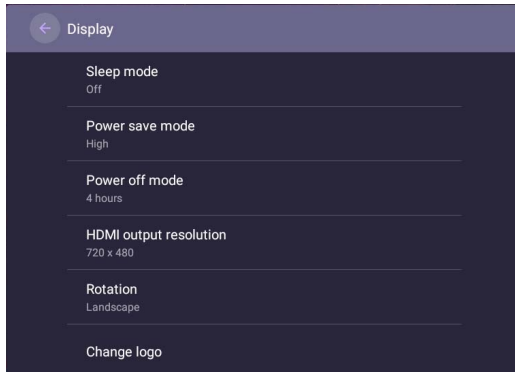 Display
Sleep mode
Off
Power save mode
High
Power off mode
4 hours
HDMI output resolution
720 x 480
Rotation
Landscape
Change logo